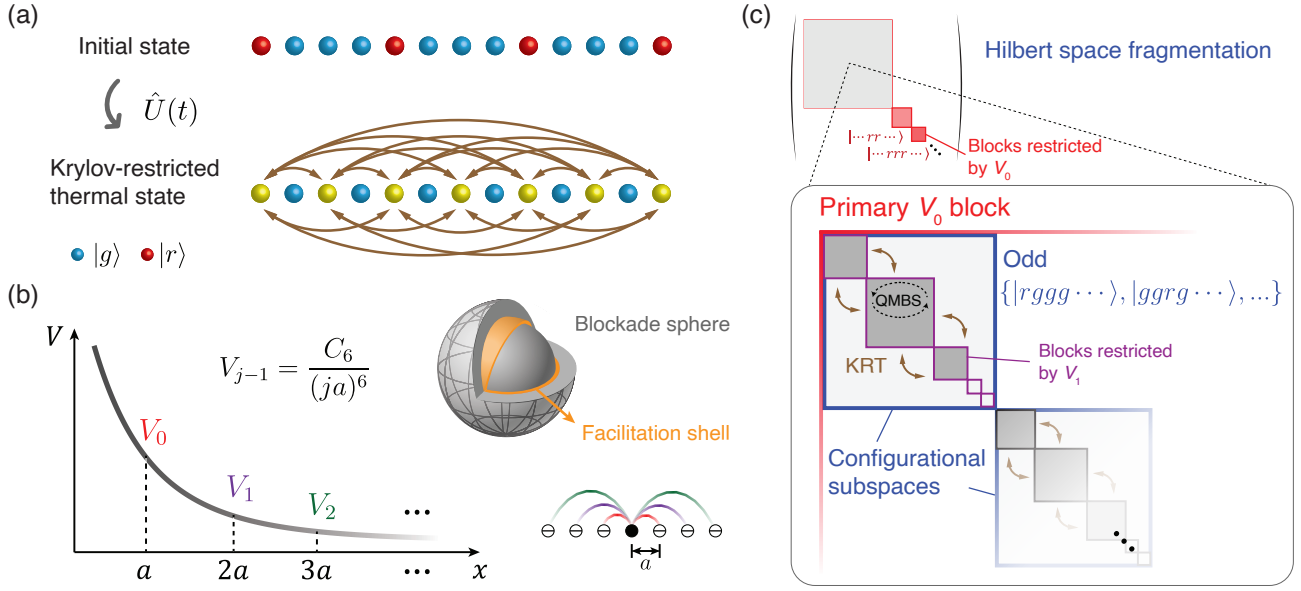 (a)
Initial state
Û(t)
Krylov-restricted
thermal state
|g⟩ |r⟩
(b)
V
V_{j−1} = C_6 / (ja)^6
V_0
V_1
V_2
...
a 2a 3a ... x
Blockade sphere
Facilitation shell
a
(c)
Hilbert space fragmentation
|··· rr ···⟩
|··· rrr ···⟩
Blocks restricted
by V_0
Primary V_0 block
Odd
{|rggg ···⟩, |ggrg ···⟩, ...}
QMBS
KRT
Blocks restricted
by V_1
Configurational
subspaces